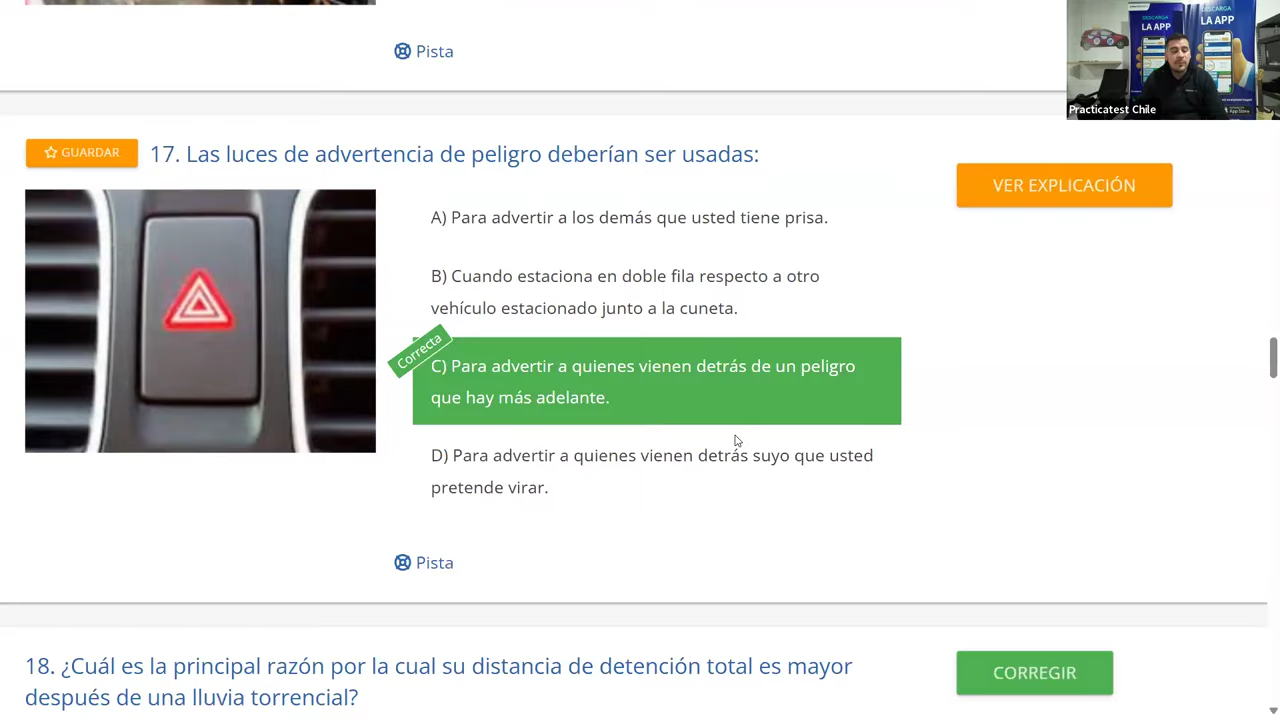 Pista
DESCARGA
LA APP
DESCARGA
LA APP
Practicatest Chile
GUARDAR
17. Las luces de advertencia de peligro deberían ser usadas:
VER EXPLICACIÓN
A) Para advertir a los demás que usted tiene prisa.
B) Cuando estaciona en doble fila respecto a otro
vehículo estacionado junto a la cuneta.
Correcta
C) Para advertir a quienes vienen detrás de un peligro
que hay más adelante.
D) Para advertir a quienes vienen detrás suyo que usted
pretende virar.
Pista
18. ¿Cuál es la principal razón por la cual su distancia de detención total es mayor
después de una lluvia torrencial?
CORREGIR